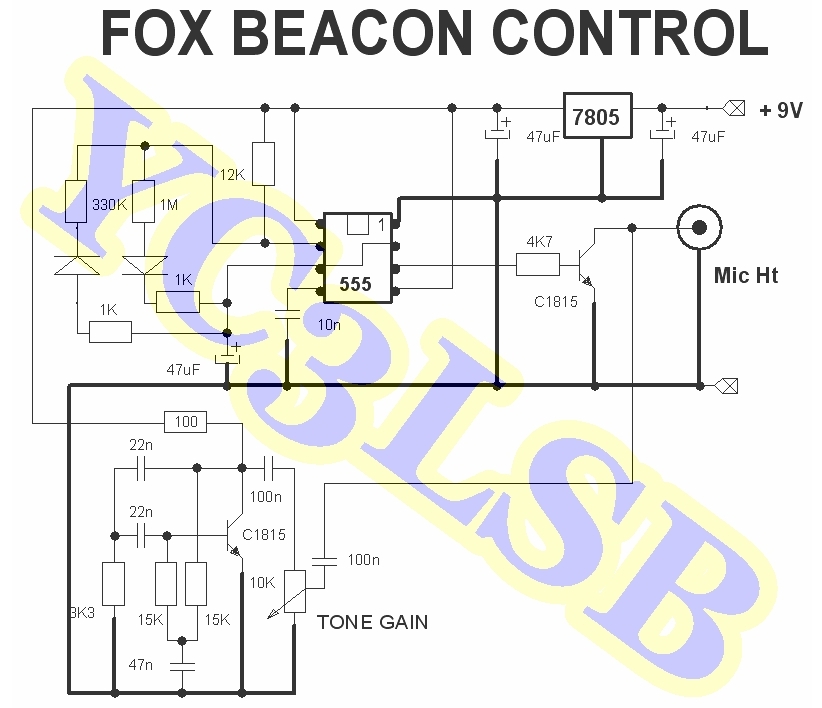 FOX BEACON CONTROL
YC3LSB
7805
+ 9V
47uF
47uF
12K
330K
1M
1
555
4K7
C1815
Mic Ht
1K
1K
10n
47uF
100
22n
100n
22n
C1815
100n
10K
3K3
15K
15K
TONE GAIN
47n